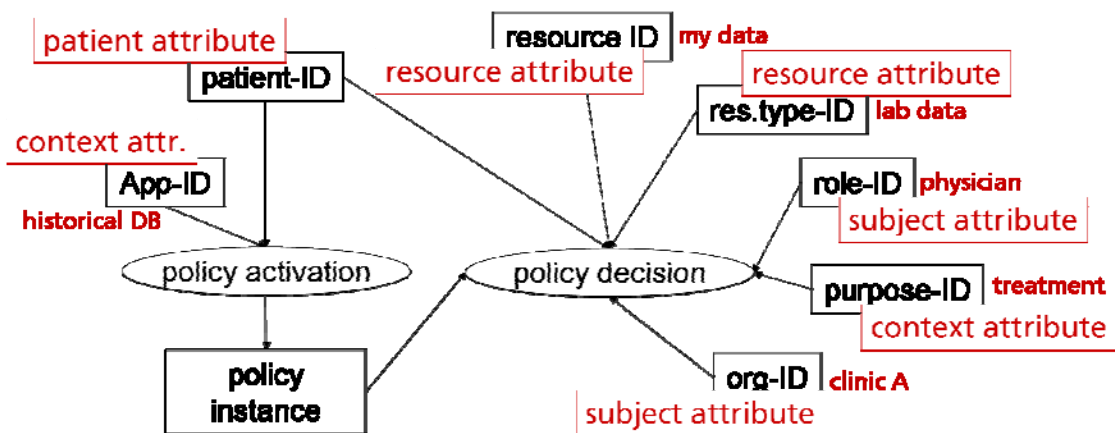 patient attribute
patient-ID
resource ID my data
resource attribute
resource attribute
res.type-ID lab data
context attr.
App-ID
historical DB
role-ID physician
subject attribute
policy activation
policy decision
purpose-ID treatment
context attribute
policy
instance
org-ID clinic A
subject attribute